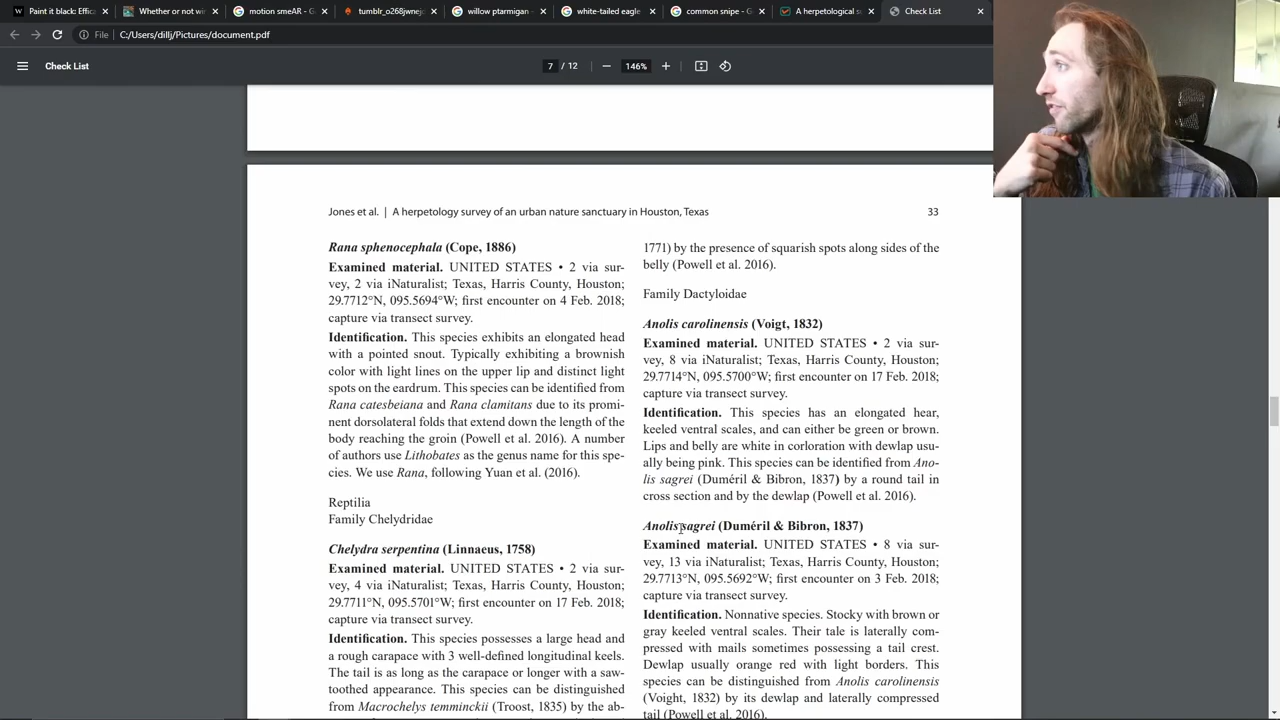 Paint it black: Effica
Whether or not wi
motion smeAR - G
tumblr_o268jwnej
willow ptarmigan
white-tailed eagle
common snipe - G
A herpetological s
Check List
File
C:/Users/dillj/Pictures/document.pdf
Check List
7 / 12
146%
Jones et al. | A herpetology survey of an urban nature sanctuary in Houston, Texas
33
Rana sphenocephala (Cope, 1886)
Examined material. UNITED STATES • 2 via sur-
vey, 2 via iNaturalist; Texas, Harris County, Houston;
29.7712°N, 095.5694°W; first encounter on 4 Feb. 2018;
capture via transect survey.
Identification. This species exhibits an elongated head
with a pointed snout. Typically exhibiting a brownish
color with light lines on the upper lip and distinct light
spots on the eardrum. This species can be identified from
Rana catesbeiana and Rana clamitans due to its promi-
nent dorsolateral folds that extend down the length of the
body reaching the groin (Powell et al. 2016). A number
of authors use Lithobates as the genus name for this spe-
cies. We use Rana, following Yuan et al. (2016).
Reptilia
Family Chelydridae
Chelydra serpentina (Linnaeus, 1758)
Examined material. UNITED STATES • 2 via sur-
vey, 4 via iNaturalist; Texas, Harris County, Houston;
29.7711°N, 095.5701°W; first encounter on 17 Feb. 2018;
capture via transect survey.
Identification. This species possesses a large head and
a rough carapace with 3 well-defined longitudinal keels.
The tail is as long as the carapace or longer with a saw-
toothed appearance. This species can be distinguished
from Macrochelys temminckii (Troost, 1835) by the ab-
1771) by the presence of squarish spots along sides of the
belly (Powell et al. 2016).
Family Dactyloidae
Anolis carolinensis (Voigt, 1832)
Examined material. UNITED STATES • 2 via sur-
vey, 8 via iNaturalist; Texas, Harris County, Houston;
29.7714°N, 095.5700°W; first encounter on 17 Feb. 2018;
capture via transect survey.
Identification. This species has an elongated hear,
keeled ventral scales, and can either be green or brown.
Lips and belly are white in corloration with dewlap usu-
ally being pink. This species can be identified from Ano-
lis sagrei (Duméril & Bibron, 1837) by a round tail in
cross section and by the dewlap (Powell et al. 2016).
Anolis sagrei (Duméril & Bibron, 1837)
Examined material. UNITED STATES • 8 via sur-
vey, 13 via iNaturalist; Texas, Harris County, Houston;
29.7713°N, 095.5692°W; first encounter on 3 Feb. 2018;
capture via transect survey.
Identification. Nonnative species. Stocky with brown or
gray keeled ventral scales. Their tale is laterally com-
pressed with mails sometimes possessing a tail crest.
Dewlap usually orange red with light borders. This
species can be distinguished from Anolis carolinensis
(Voight, 1832) by its dewlap and laterally compressed
tail (Powell et al. 2016).